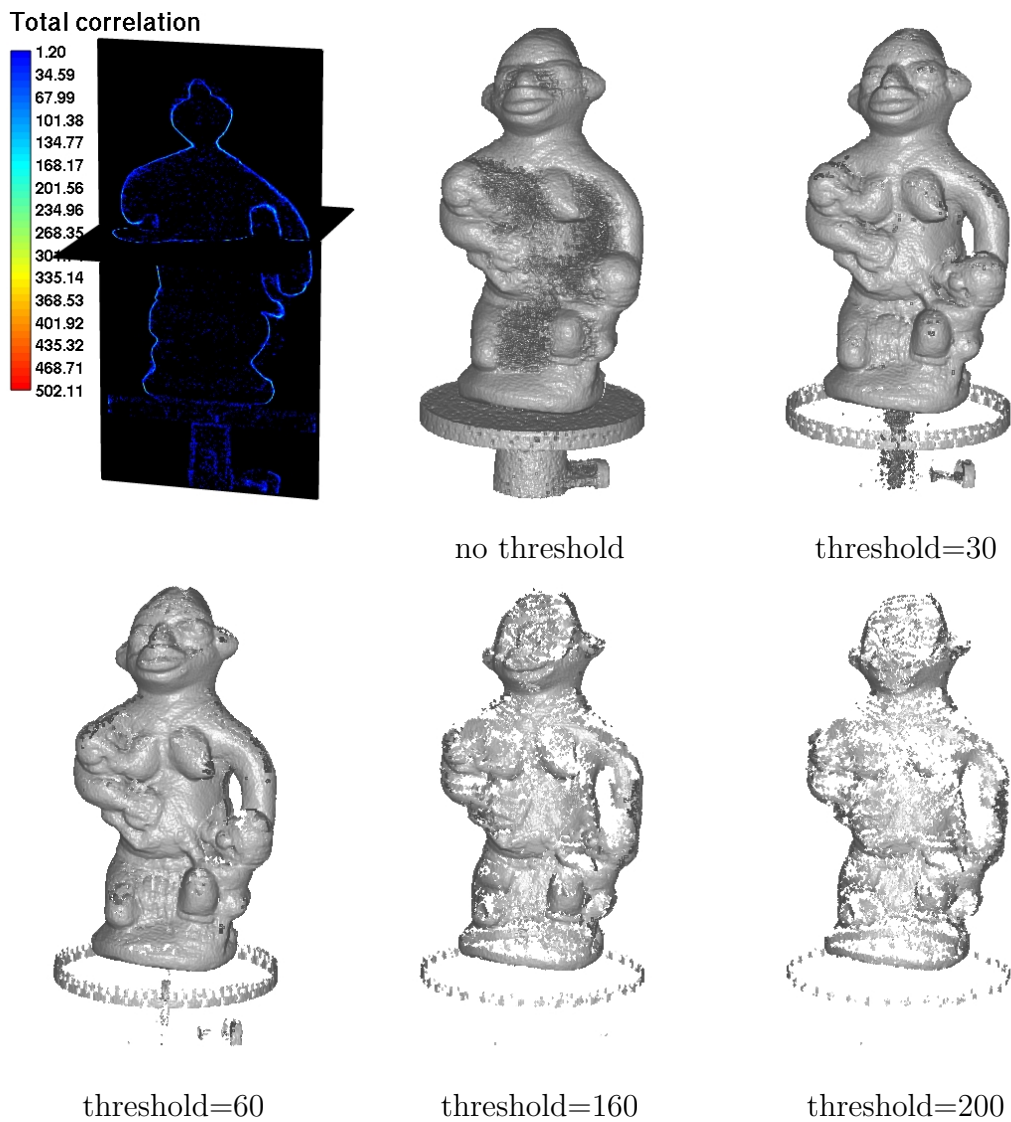 Total correlation
1.20
34.59
67.99
101.38
134.77
168.17
201.56
234.96
268.35
335.14
368.53
401.92
435.32
468.71
502.11
no threshold
threshold=30
threshold=60
threshold=160
threshold=200